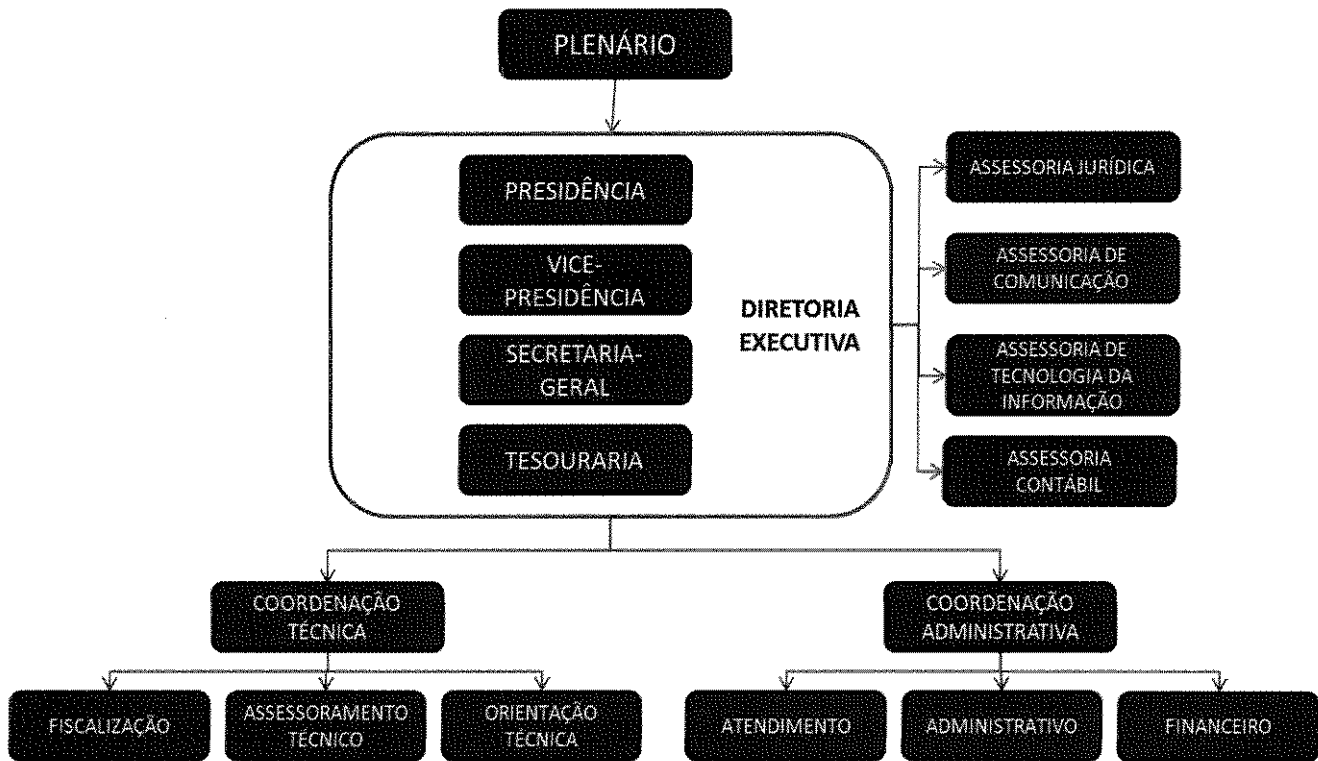 PLENÁRIO
PRESIDÊNCIA
VICE-
PRESIDÊNCIA
SECRETARIA-
GERAL
TESOURARIA
DIRETORIA
EXECUTIVA
ASSESSORIA JURÍDICA
ASSESSORIA DE
COMUNICAÇÃO
ASSESSORIA DE
TECNOLOGIA DA
INFORMAÇÃO
ASSESSORIA
CONTÁBIL
COORDENAÇÃO
TÉCNICA
COORDENAÇÃO
ADMINISTRATIVA
FISCALIZAÇÃO
ASSESSORAMENTO
TÉCNICO
ORIENTAÇÃO
TÉCNICA
ATENDIMENTO
ADMINISTRATIVO
FINANCEIRO